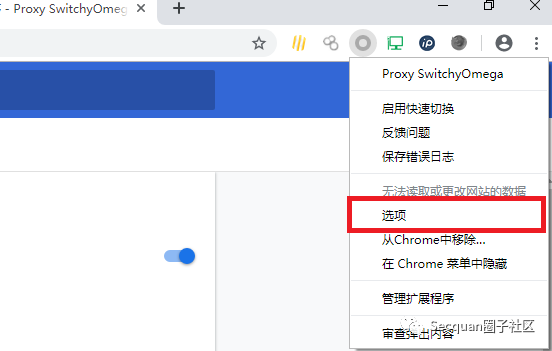 - Proxy SwitchyOmega
Proxy SwitchyOmega
启用快速切换
反馈问题
保存错误日志
无法读取或更改网站的数据
选项
从Chrome中移除...
在 Chrome 菜单中隐藏
管理扩展程序
审查弹出内容
Secquan圈子社区